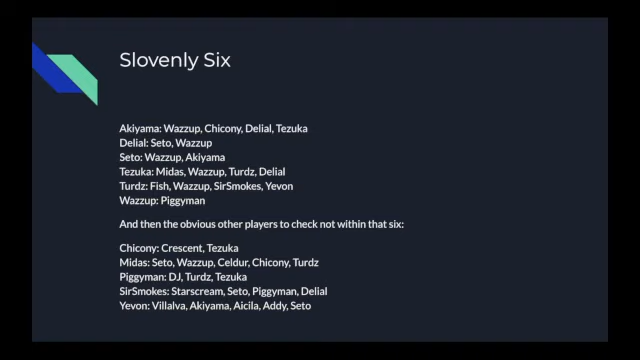 Slovenly Six
Akiyama: Wazzup, Chicony, Delial, Tezuka
Delial: Seto, Wazzup
Seto: Wazzup, Akiyama
Tezuka: Midas, Wazzup, Turdz, Delial
Turdz: Fish, Wazzup, SirSmokes, Yevon
Wazzup: Piggyman
And then the obvious other players to check not within that six:
Chicony: Crescent, Tezuka
Midas: Seto, Wazzup, Celdur, Chicony, Turdz
Piggyman: DJ, Turdz, Tezuka
SirSmokes: Starscream, Seto, Piggyman, Delial
Yevon: Villalva, Akiyama, Aicila, Addy, Seto